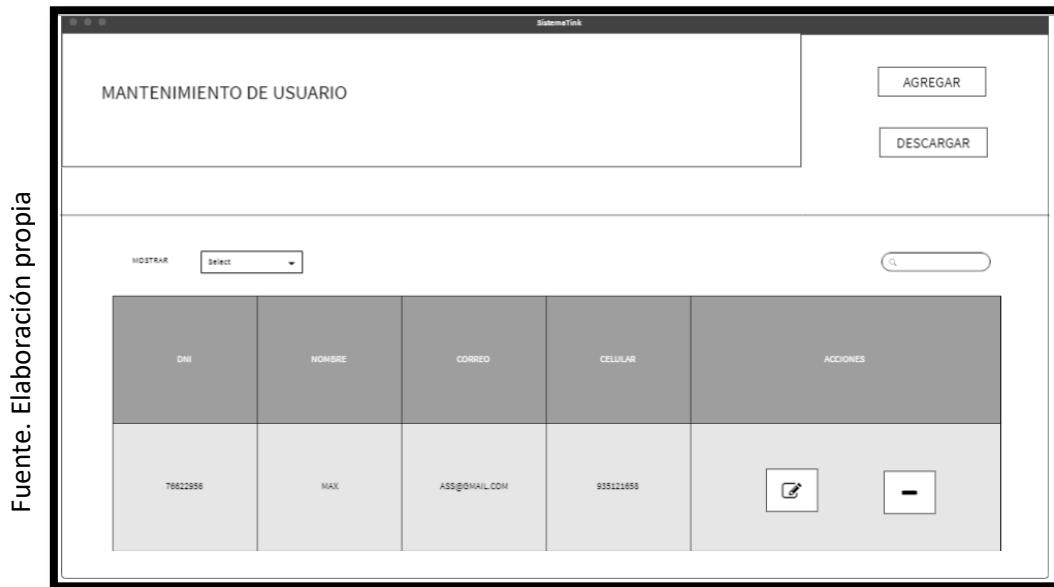 SistemaTink
MANTENIMIENTO DE USUARIO
AGREGAR
DESCARGAR
MOSTRAR
Select
DNI
NOMBRE
CORREO
CELULAR
ACCIONES
76622956
MAX
ASS@GMAIL.COM
935121658
Fuente. Elaboración propia